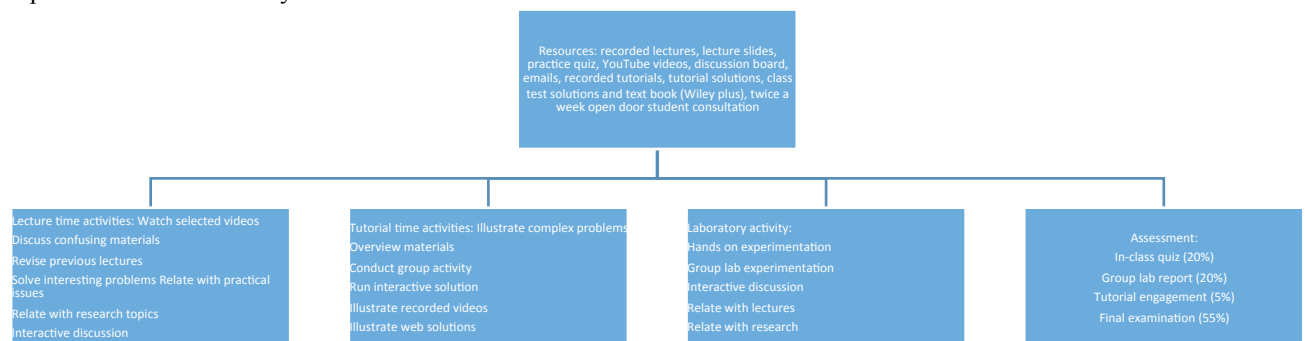 Resources: recorded lectures, lecture slides,
practice quiz, YouTube videos, discussion board,
emails, recorded tutorials, tutorial solutions, class
test solutions and text book (Wiley plus), twice a
week open door student consultation
Lecture time activities: Watch selected videos
Discuss confusing materials
Revise previous lectures
Solve interesting problems Relate with practical
issues
Relate with research topics
Interactive discussion
Tutorial time activities: Illustrate complex problems
Overview materials
Conduct group activity
Run interactive solution
Illustrate recorded videos
Illustrate web solutions
Laboratory activity:
Hands on experimentation
Group lab experimentation
Interactive discussion
Relate with lectures
Relate with research
Assessment:
In-class quiz (20%)
Group lab report (20%)
Tutorial engagement (5%)
Final examination (55%)